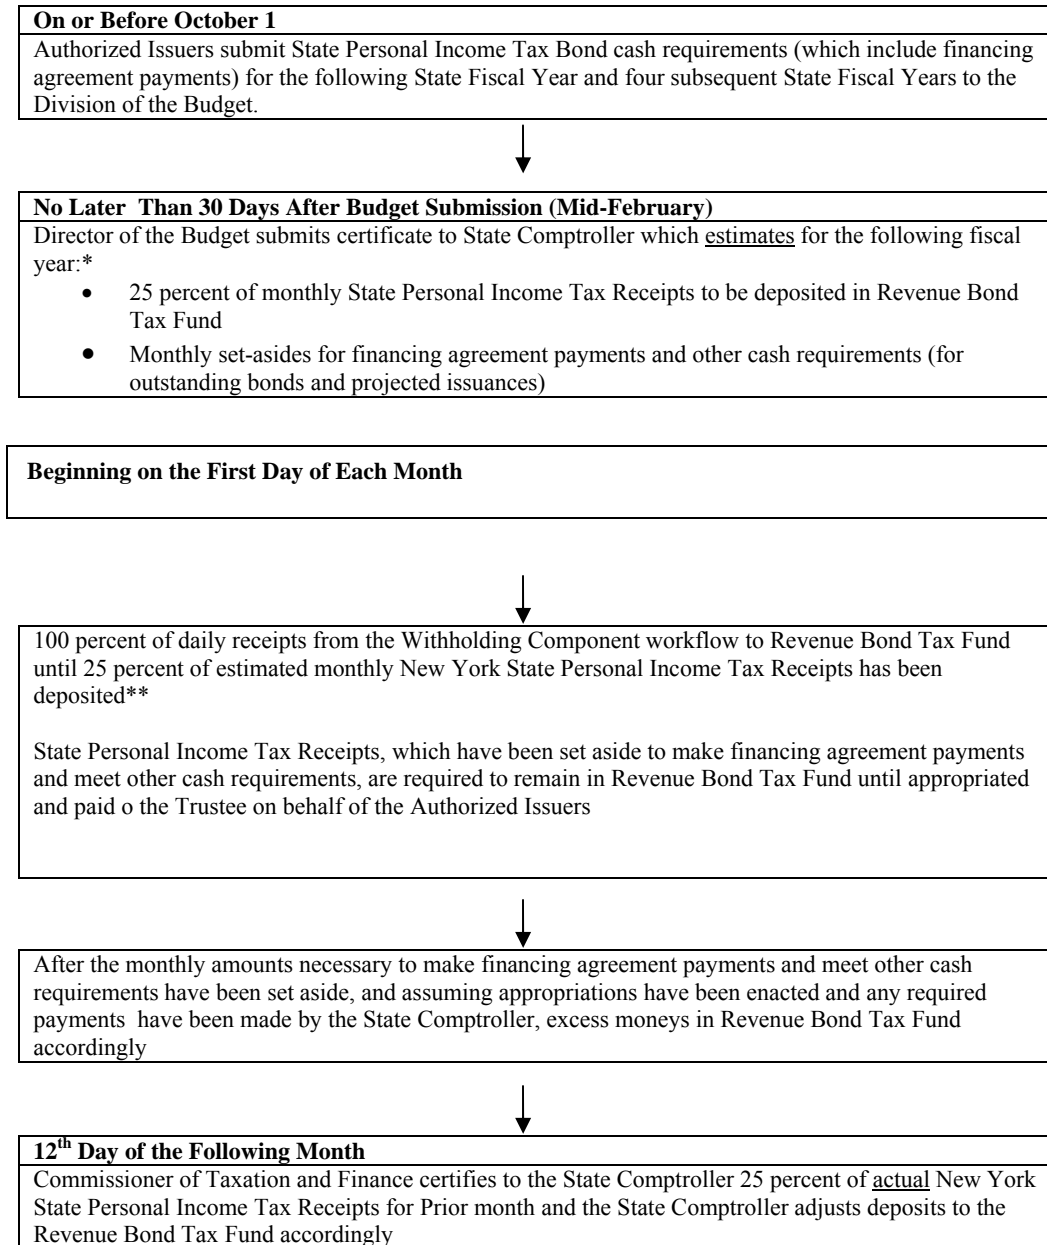 On or Before October 1
Authorized Issuers submit State Personal Income Tax Bond cash requirements (which include financing
agreement payments) for the following State Fiscal Year and four subsequent State Fiscal Years to the
Division of the Budget.
No Later Than 30 Days After Budget Submission (Mid-February)
Director of the Budget submits certificate to State Comptroller which estimates for the following fiscal
year:*
• 25 percent of monthly State Personal Income Tax Receipts to be deposited in Revenue Bond
Tax Fund
• Monthly set-asides for financing agreement payments and other cash requirements (for
outstanding bonds and projected issuances)
Beginning on the First Day of Each Month
100 percent of daily receipts from the Withholding Component workflow to Revenue Bond Tax Fund
until 25 percent of estimated monthly New York State Personal Income Tax Receipts has been
deposited**
State Personal Income Tax Receipts, which have been set aside to make financing agreement payments
and meet other cash requirements, are required to remain in Revenue Bond Tax Fund until appropriated
and paid o the Trustee on behalf of the Authorized Issuers
After the monthly amounts necessary to make financing agreement payments and meet other cash
requirements have been set aside, and assuming appropriations have been enacted and any required
payments have been made by the State Comptroller, excess moneys in Revenue Bond Tax Fund
accordingly
12th Day of the Following Month
Commissioner of Taxation and Finance certifies to the State Comptroller 25 percent of actual New York
State Personal Income Tax Receipts for Prior month and the State Comptroller adjusts deposits to the
Revenue Bond Tax Fund accordingly